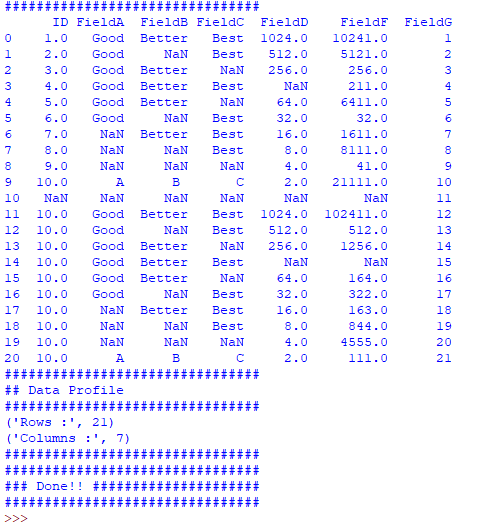 ##################################
      ID FieldA  FieldB FieldC  FieldD    FieldF  FieldG
0    1.0   Good  Better   Best  1024.0   10241.0       1
1    2.0   Good     NaN   Best   512.0    5121.0       2
2    3.0   Good  Better    NaN   256.0     256.0       3
3    4.0   Good  Better   Best     NaN     211.0       4
4    5.0   Good  Better    NaN    64.0    6411.0       5
5    6.0   Good     NaN   Best    32.0      32.0       6
6    7.0    NaN  Better   Best    16.0    1611.0       7
7    8.0    NaN     NaN   Best     8.0    8111.0       8
8    9.0    NaN     NaN    NaN     4.0      41.0       9
9   10.0      A       B      C     2.0   21111.0      10
10   NaN    NaN     NaN    NaN     NaN       NaN      11
11  10.0   Good  Better   Best  1024.0  102411.0      12
12  10.0   Good     NaN   Best   512.0     512.0      13
13  10.0   Good  Better    NaN   256.0    1256.0      14
14  10.0   Good  Better   Best     NaN       NaN      15
15  10.0   Good  Better    NaN    64.0     164.0      16
16  10.0   Good     NaN   Best    32.0     322.0      17
17  10.0    NaN  Better   Best    16.0     163.0      18
18  10.0    NaN     NaN   Best     8.0     844.0      19
19  10.0    NaN     NaN    NaN     4.0    4555.0      20
20  10.0      A       B      C     2.0     111.0      21
##################################
## Data Profile
##################################
('Rows :', 21)
('Columns :', 7)
##################################
##################################
### Done!! ######################
##################################
>>>